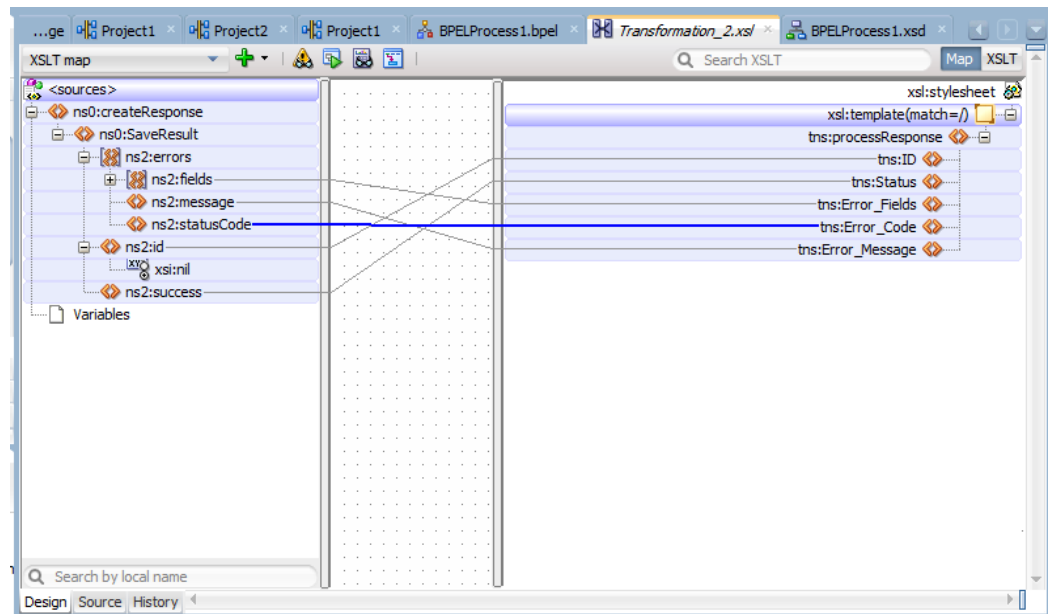 ...ge Project1 Project2 Project1 BPELProcess1.bpel Transformation_2.xsl BPELProcess1.xsd
XSLT map Search XSLT Map XSLT
<sources> xsl:stylesheet
ns0:createResponse xsl:template(match=/)
ns0:SaveResult tns:processResponse
ns2:errors tns:ID
ns2:fields tns:Status
ns2:message tns:Error_Fields
ns2:statusCode tns:Error_Code
ns2:id tns:Error_Message
xsi:nil
ns2:success
Variables
Search by local name
Design Source History